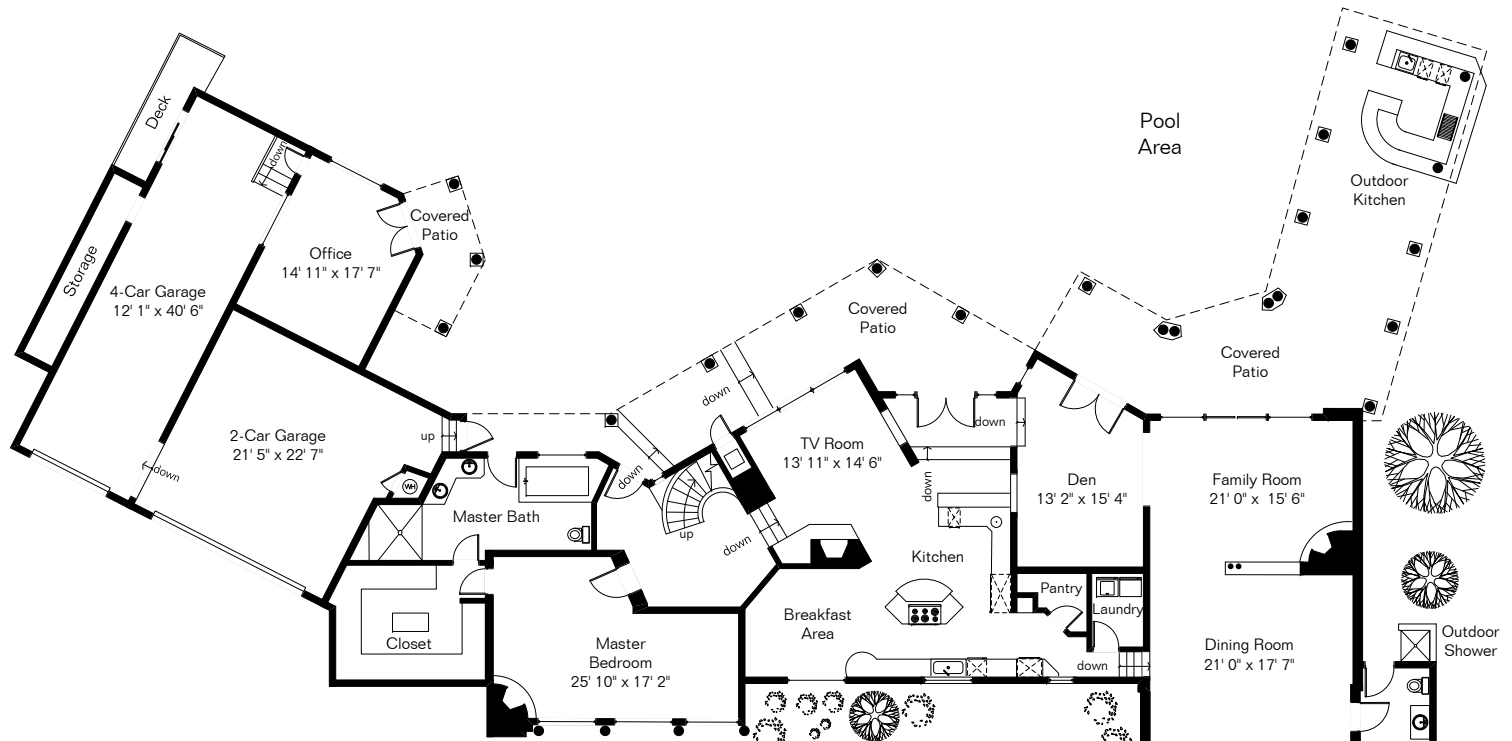 Deck
down
Storage
4-Car Garage
12' 1" x 40' 6"
Office
14' 11" x 17' 7"
Covered
Patio
2-Car Garage
21' 5" x 22' 7"
down
up
WH
Master Bath
Closet
Master
Bedroom
25' 10" x 17' 2"
down
up
down
down
Covered
Patio
TV Room
13' 11" x 14' 6"
down
down
Kitchen
Breakfast
Area
Pantry
Laundry
down
Den
13' 2" x 15' 4"
Pool
Area
Outdoor
Kitchen
Covered
Patio
Family Room
21' 0" x 15' 6"
Dining Room
21' 0" x 17' 7"
Outdoor
Shower